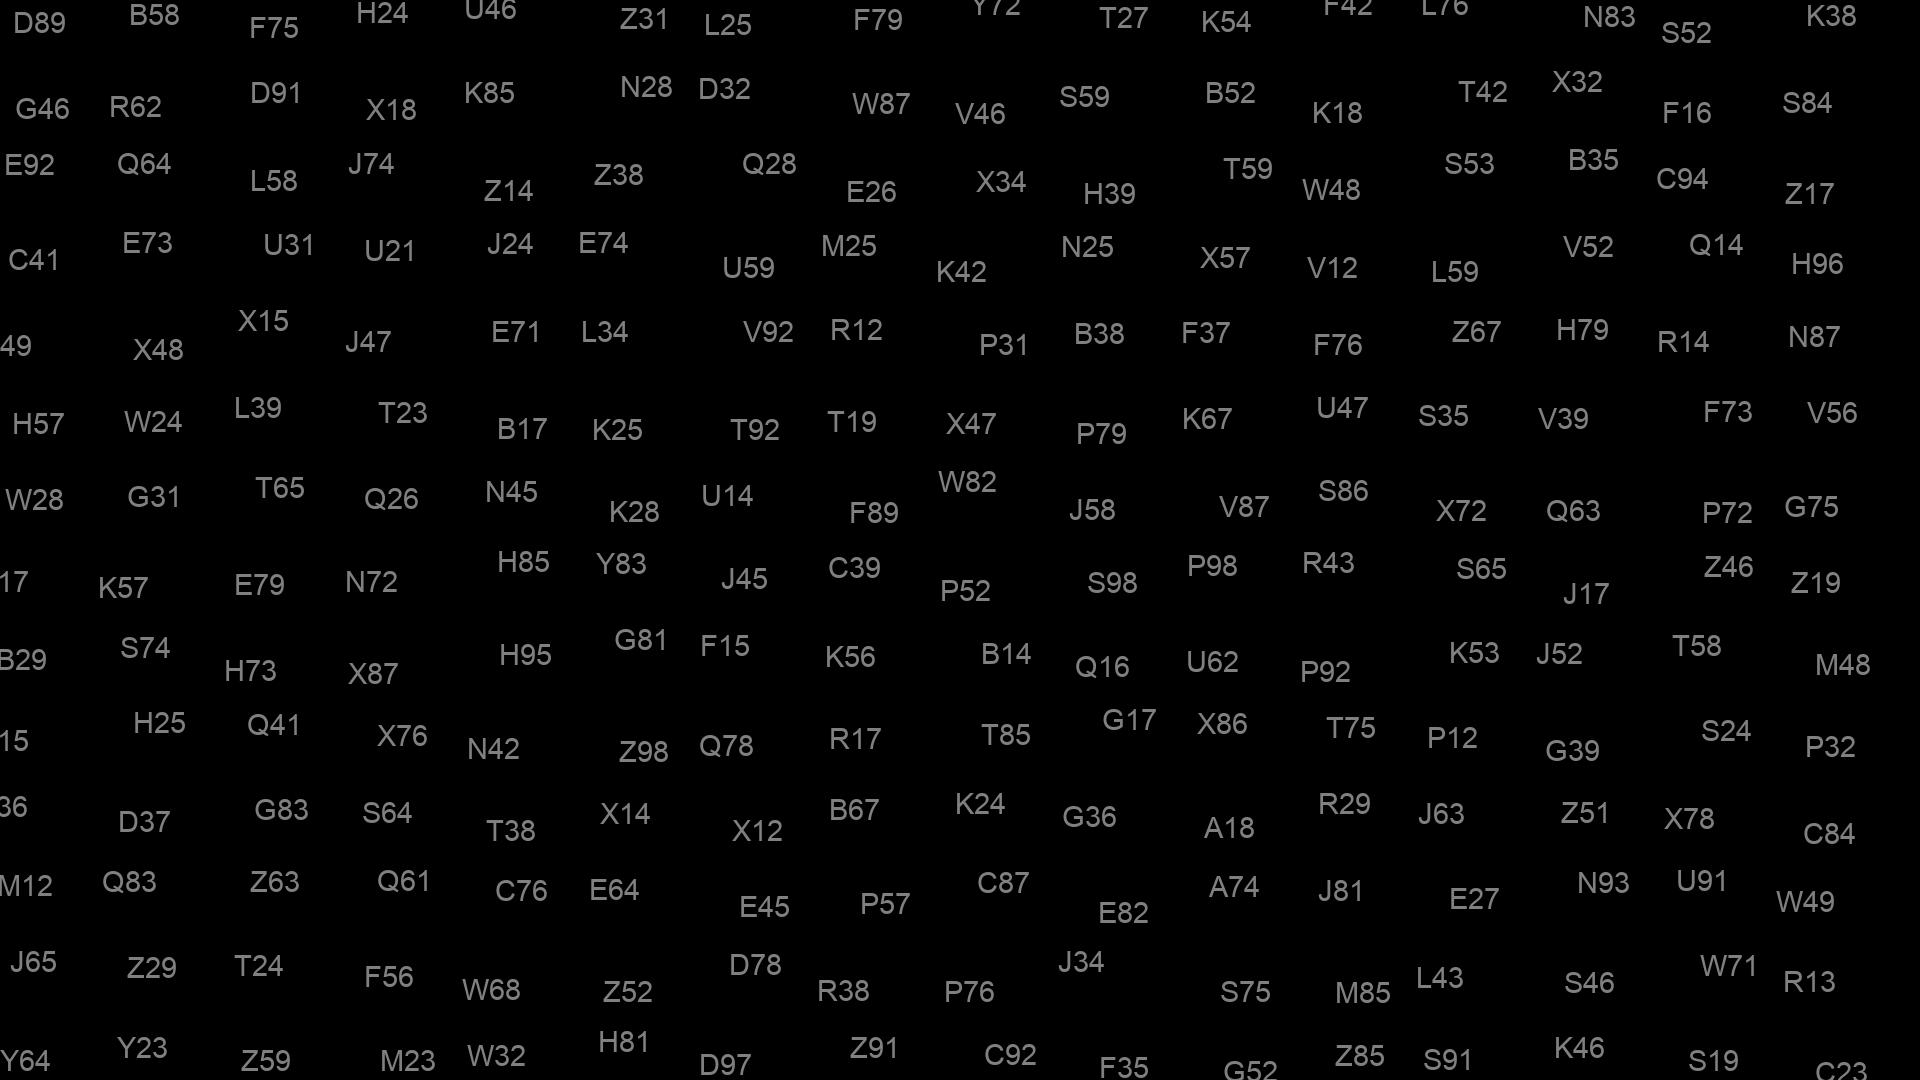 D89 B58 F75 H24 U46 Z31 L25 F79 Y72 T27 K54 F42 L76 N83 S52 K38
G46 R62 D91 X18 K85 N28 D32 W87 V46 S59 B52 K18 T42 X32 F16 S84
E92 Q64 L58 J74 Z14 Z38 Q28 E26 X34 H39 T59 W48 S53 B35 C94 Z17
C41 E73 U31 U21 J24 E74 U59 M25 K42 N25 X57 V12 L59 V52 Q14 H96
49 X48 X15 J47 E71 L34 V92 R12 P31 B38 F37 F76 Z67 H79 R14 N87
H57 W24 L39 T23 B17 K25 T92 T19 X47 P79 K67 U47 S35 V39 F73 V56
W28 G31 T65 Q26 N45 K28 U14 F89 W82 J58 V87 S86 X72 Q63 P72 G75
17 K57 E79 N72 H85 Y83 J45 C39 P52 S98 P98 R43 S65 J17 Z46 Z19
B29 S74 H73 X87 H95 G81 F15 K56 B14 Q16 U62 P92 K53 J52 T58 M48
15 H25 Q41 X76 N42 Z98 Q78 R17 T85 G17 X86 T75 P12 G39 S24 P32
36 D37 G83 S64 T38 X14 X12 B67 K24 G36 A18 R29 J63 Z51 X78 C84
M12 Q83 Z63 Q61 C76 E64 E45 P57 C87 E82 A74 J81 E27 N93 U91 W49
J65 Z29 T24 F56 W68 Z52 D78 R38 P76 J34 S75 M85 L43 S46 W71 R13
Y64 Y23 Z59 M23 W32 H81 D97 Z91 C92 F35 G52 Z85 S91 K46 S19 C23